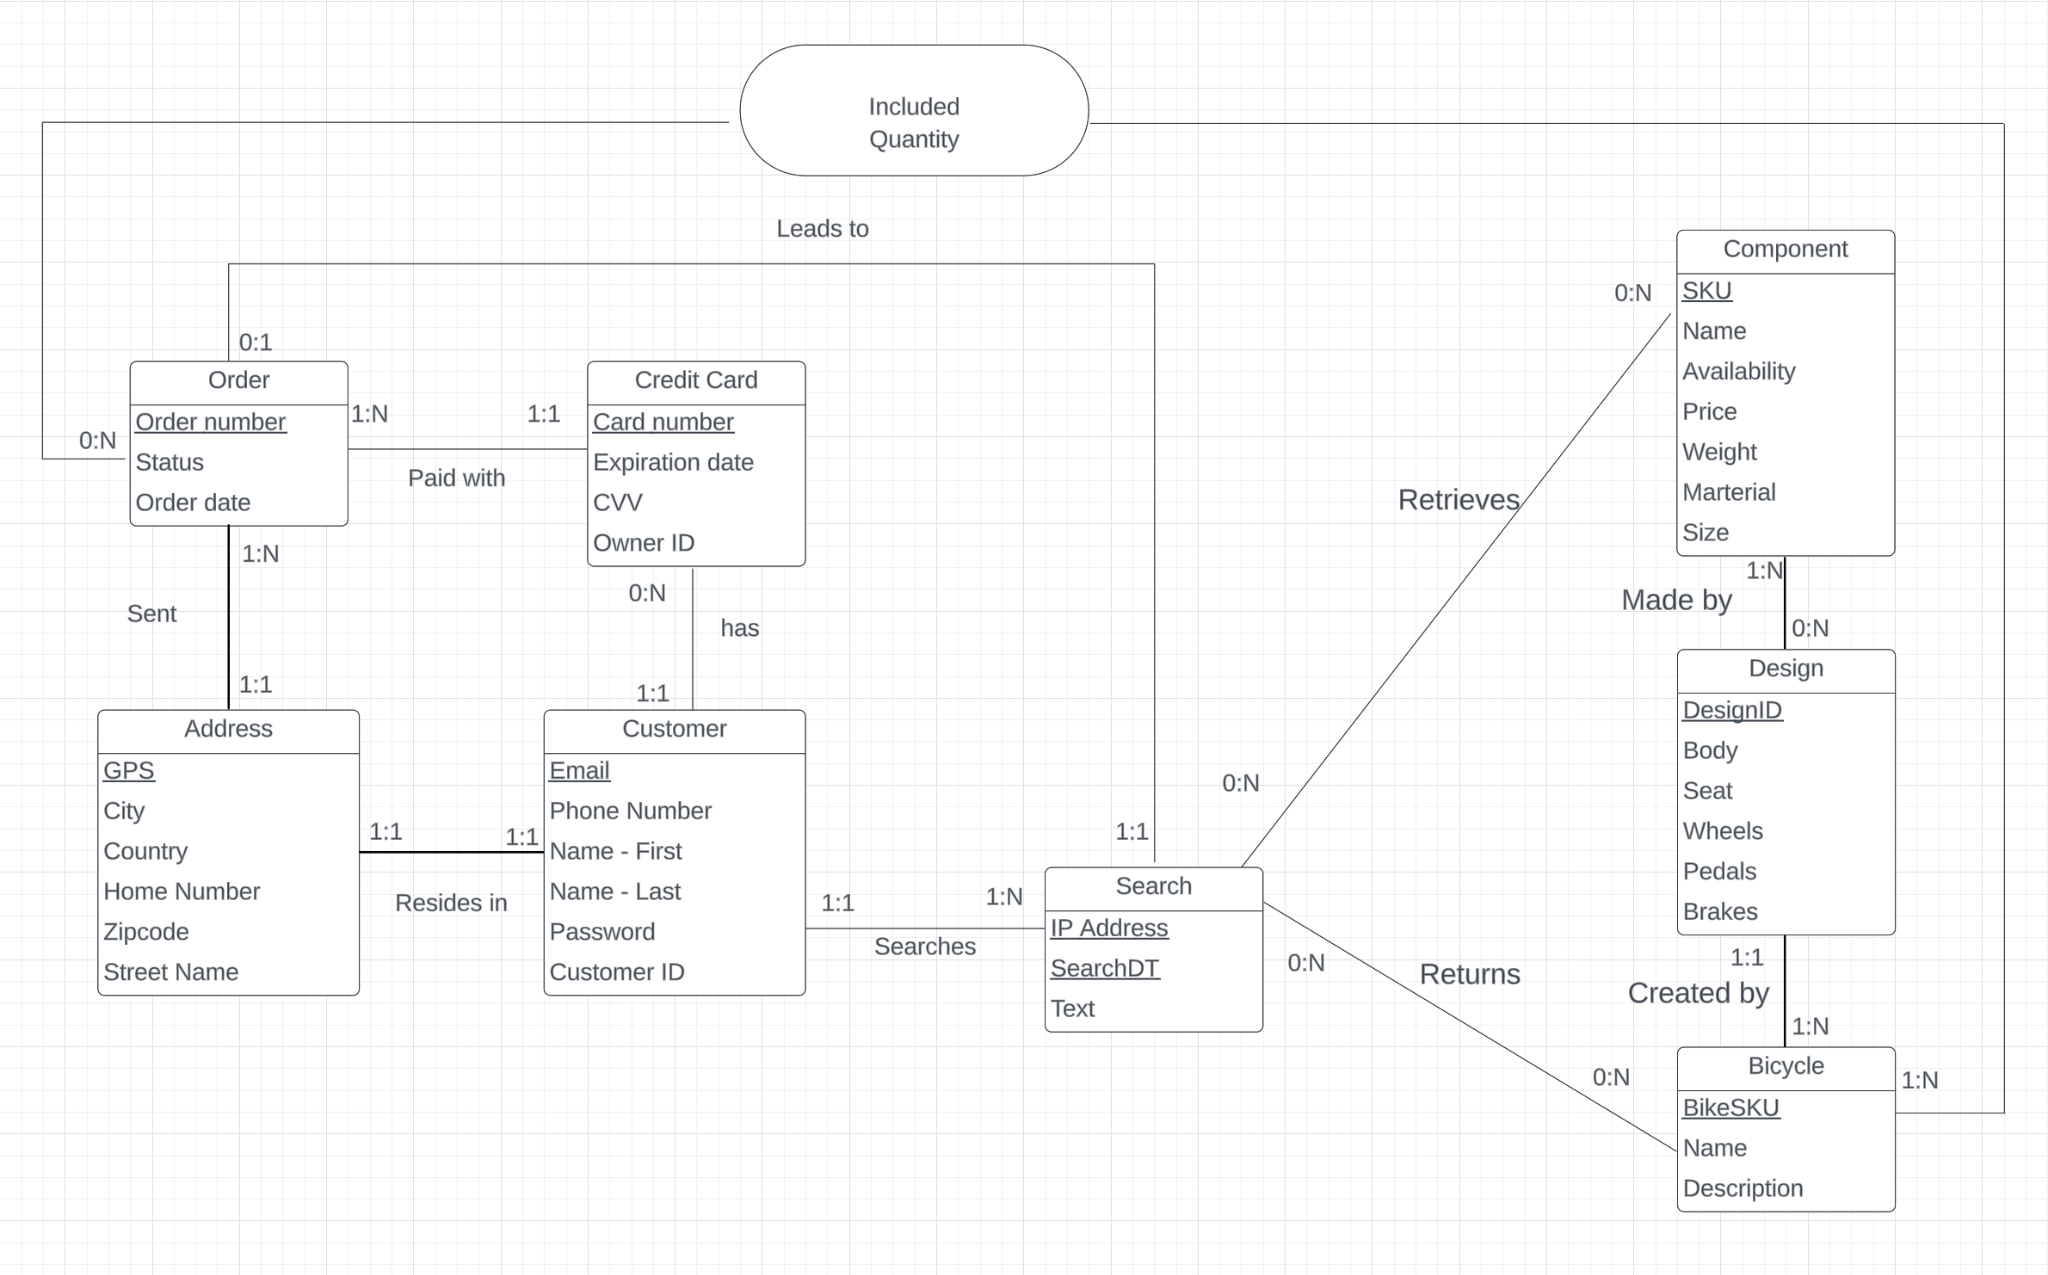 Included
Quantity
Leads to
Component
0:N
SKU
Name
Availability
Price
Weight
Marterial
Size
0:1
Order
Order number
Status
Order date
0:N
1:N
1:1
Paid with
Credit Card
Card number
Expiration date
CVV
Owner ID
Retrieves
1:N
Sent
1:1
0:N
has
1:1
1:N
Made by
0:N
Design
DesignID
Body
Seat
Wheels
Pedals
Brakes
Address
GPS
City
Country
Home Number
Zipcode
Street Name
1:1
1:1
Resides in
Customer
Email
Phone Number
Name - First
Name - Last
Password
Customer ID
1:1
1:N
Searches
0:N
1:1
Search
IP Address
SearchDT
Text
0:N
Returns
0:N
1:1
Created by
1:N
Bicycle
BikeSKU
Name
Description
1:N